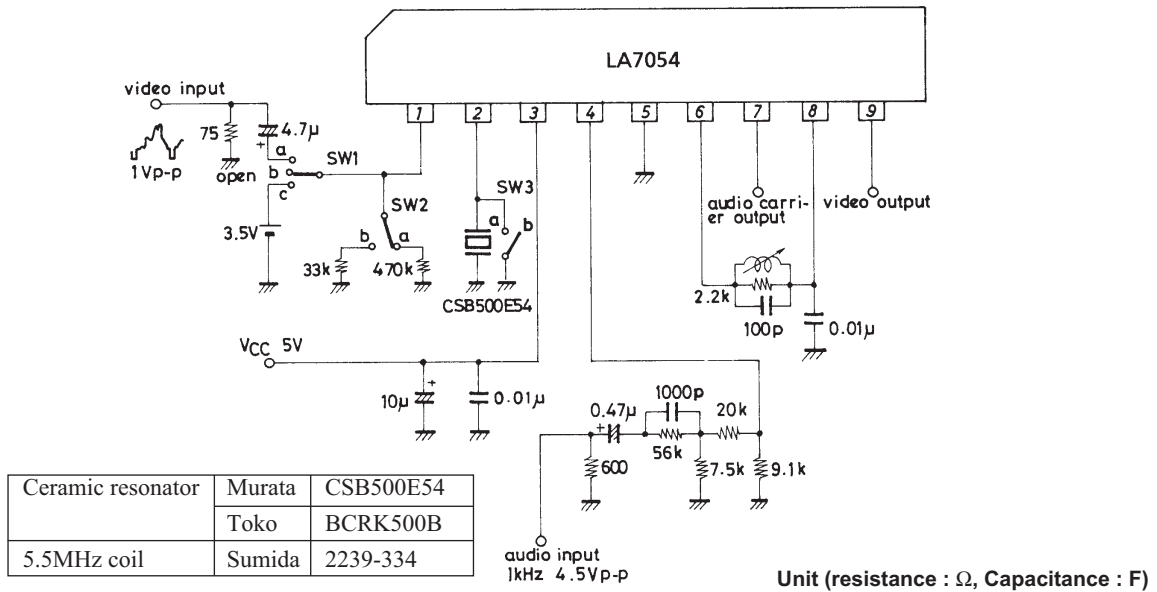 LA7054
1 2 3 4 5 6 7 8 9
video input
75
4.7μ
+
1Vp-p
open
a
b
c
SW1
SW2
b
a
3.5V
33k
470k
SW3
a
b
CSB500E54
audio carri-
er output
video output
2.2k
100p
0.01μ
VCC 5V
10μ
+
0.01μ
0.47μ
+
1000p
56k
20k
600
7.5k
9.1k
audio input
1kHz 4.5Vp-p
Ceramic resonator Murata CSB500E54
Toko BCRK500B
5.5MHz coil Sumida 2239-334
Unit (resistance : Ω, Capacitance : F)